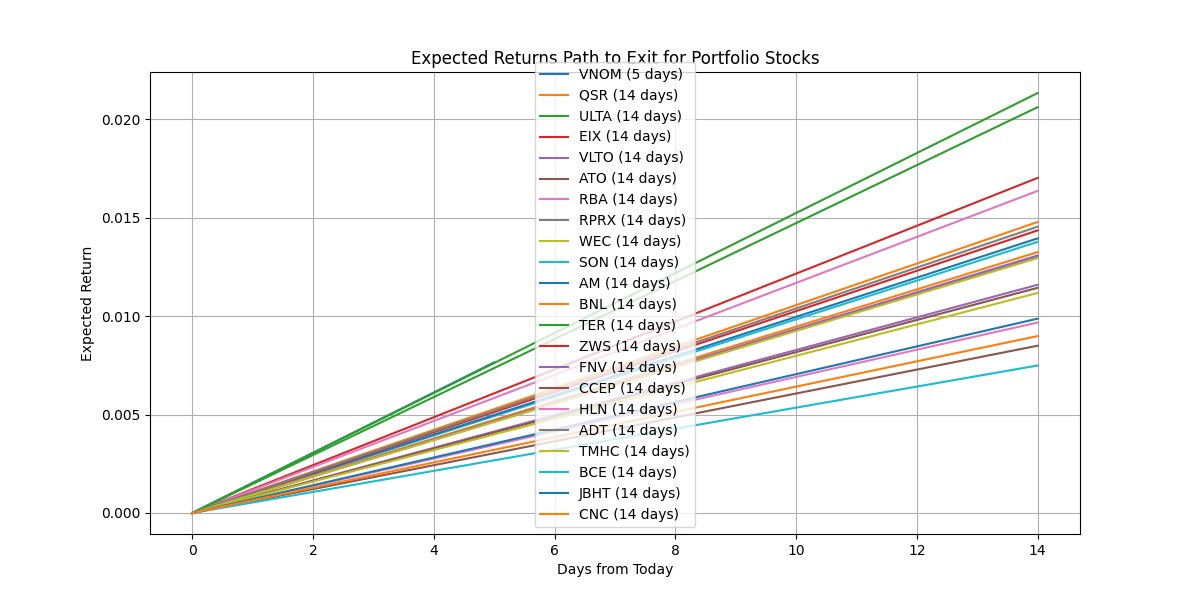 Expected Returns Path to Exit for Portfolio Stocks
VNOM (5 days)
QSR (14 days)
ULTA (14 days)
EIX (14 days)
VLTO (14 days)
ATO (14 days)
RBA (14 days)
RPRX (14 days)
WEC (14 days)
SON (14 days)
AM (14 days)
BNL (14 days)
TER (14 days)
ZWS (14 days)
FNV (14 days)
CCEP (14 days)
HLN (14 days)
ADT (14 days)
TMHC (14 days)
BCE (14 days)
JBHT (14 days)
CNC (14 days)
Expected Return
0.020
0.015
0.010
0.005
0.000
0 2 4 6 8 10 12 14
Days from Today